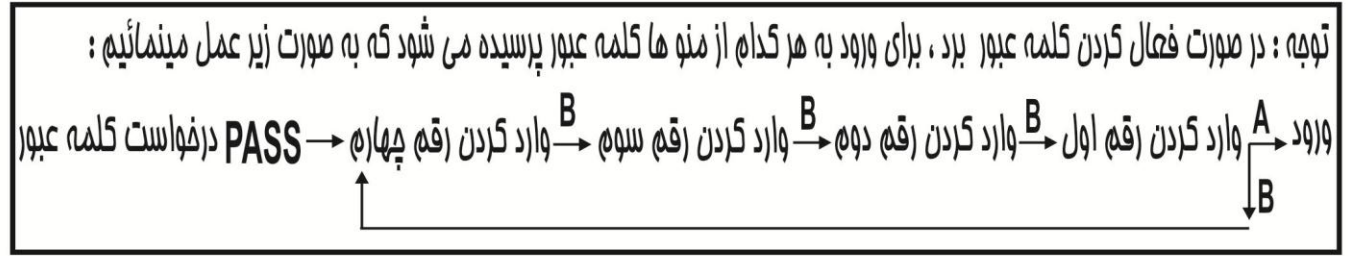 توجه : در صورت فعال کردن کلمه عبور برد ، برای ورود به هر کدام از منو ها کلمه عبور پرسیده می شود که به صورت زیر عمل مینمائیم :
درخواست کلمه عبور PASS → وارد کردن رقم چهارم → B وارد کردن رقم سوم → B وارد کردن رقم دوم → B وارد کردن رقم اول → A ورود
B